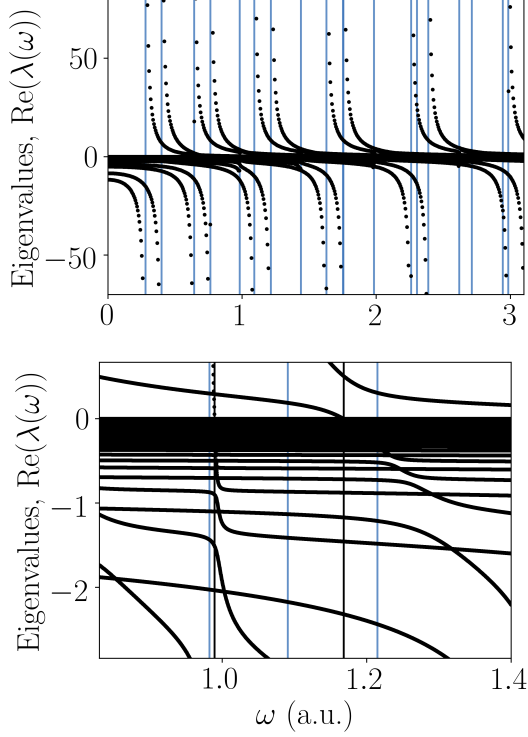 Eigenvalues, Re(λ(ω))
50
0
−50
0 1 2 3
Eigenvalues, Re(λ(ω))
0
−1
−2
1.0 1.2 1.4
ω (a.u.)